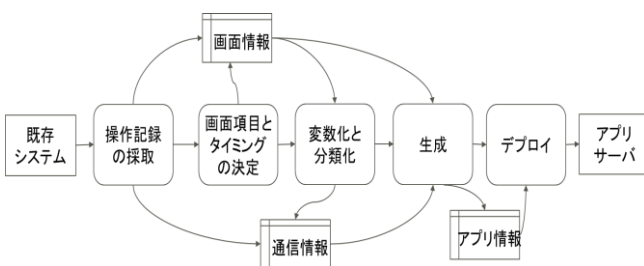 画面情報
既存
システム
操作記録
の採取
画面項目と
タイミング
の決定
変数化と
分類化
生成
デプロイ
アプリ
サーバ
通信情報
アプリ情報